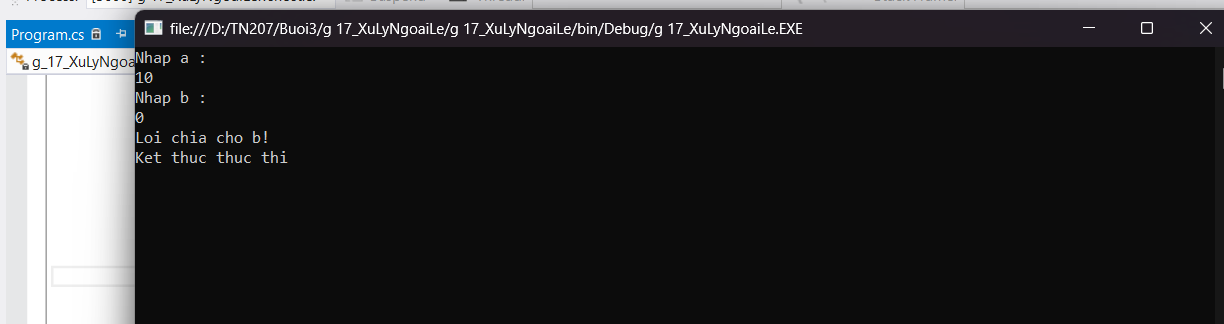 file:///D:/TN207/Buoi3/g 17_XuLyNgoaiLe/g 17_XuLyNgoaiLe/bin/Debug/g 17_XuLyNgoaiLe.EXE
Program.cs
g_17_XuLyNgoa
Nhap a :
10
Nhap b :
0
Loi chia cho b!
Ket thuc thuc thi